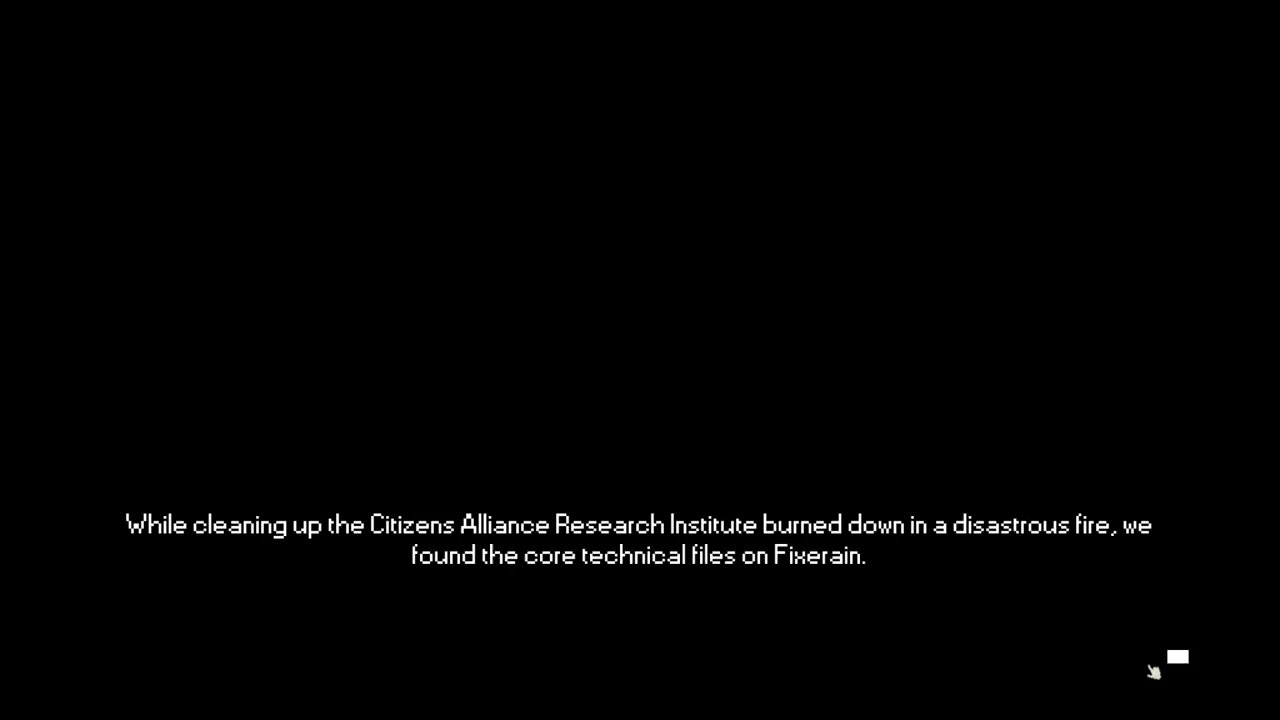 While cleaning up the Citizens Alliance Research Institute burned down in a disastrous fire, we
found the core technical files on Fixerain.